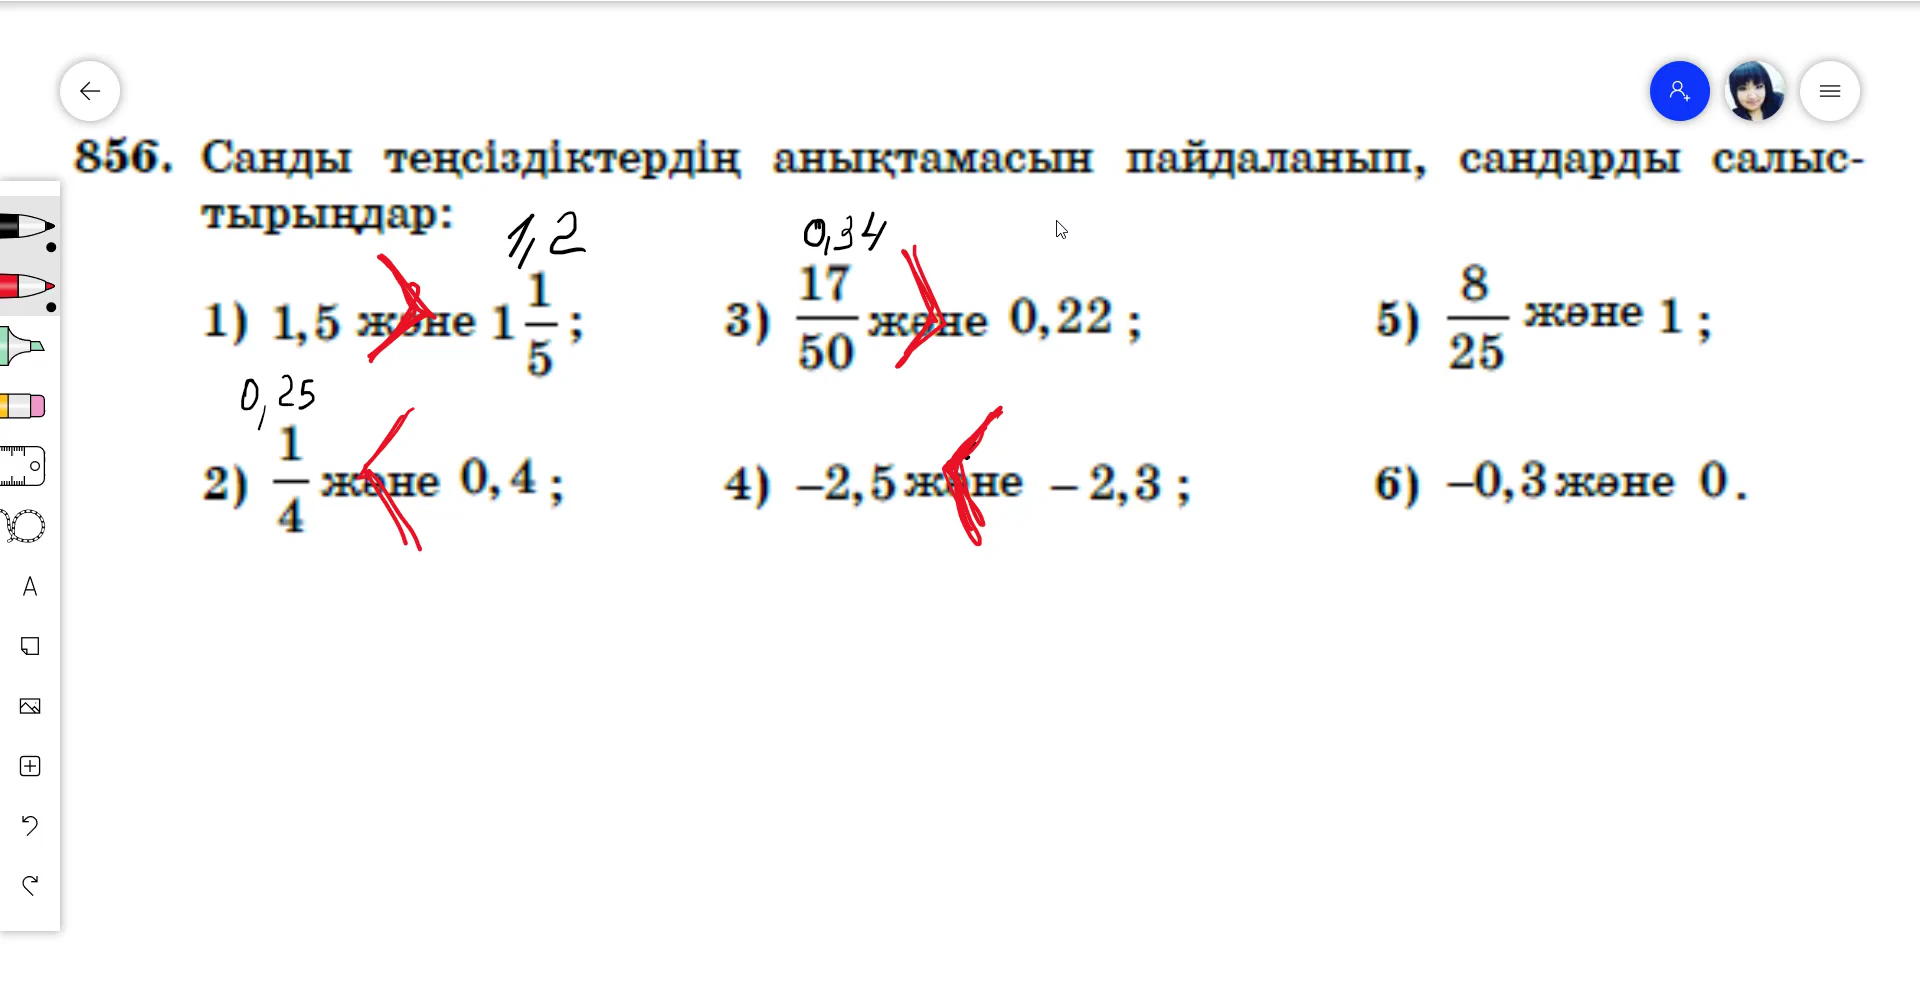 856. Санды теңсіздіктердің анықтамасын пайдаланып, сандарды салыс-
тырыңдар:
1,2
0,34
1) 1,5 және 1 1/5 ;
3) 17/50 және 0,22 ;
5) 8/25 және 1 ;
0,25
2) 1/4 және 0,4 ;
4) –2,5 және – 2,3 ;
6) –0,3 және 0 .
A